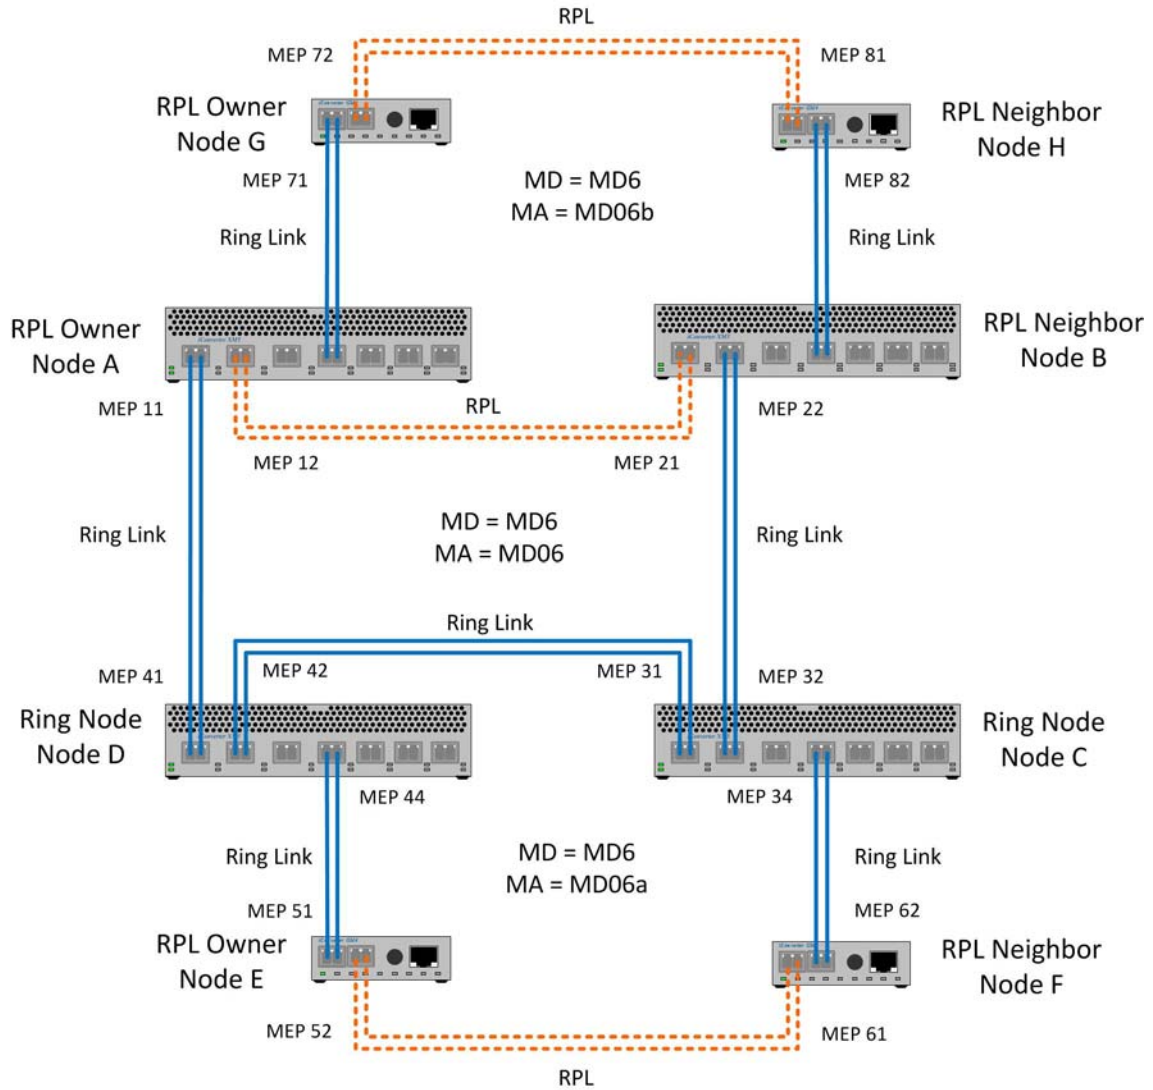 RPL
MEP 72
MEP 81
RPL Owner
Node G
RPL Neighbor
Node H
MEP 71
MD = MD6
MA = MD06b
MEP 82
Ring Link
Ring Link
RPL Owner
Node A
RPL Neighbor
Node B
MEP 11
RPL
MEP 22
MEP 12
MEP 21
Ring Link
MD = MD6
MA = MD06
Ring Link
Ring Link
MEP 41
MEP 42
MEP 31
MEP 32
Ring Node
Node D
Ring Node
Node C
MEP 44
MEP 34
Ring Link
MD = MD6
MA = MD06a
Ring Link
MEP 51
MEP 62
RPL Owner
Node E
RPL Neighbor
Node F
MEP 52
MEP 61
RPL